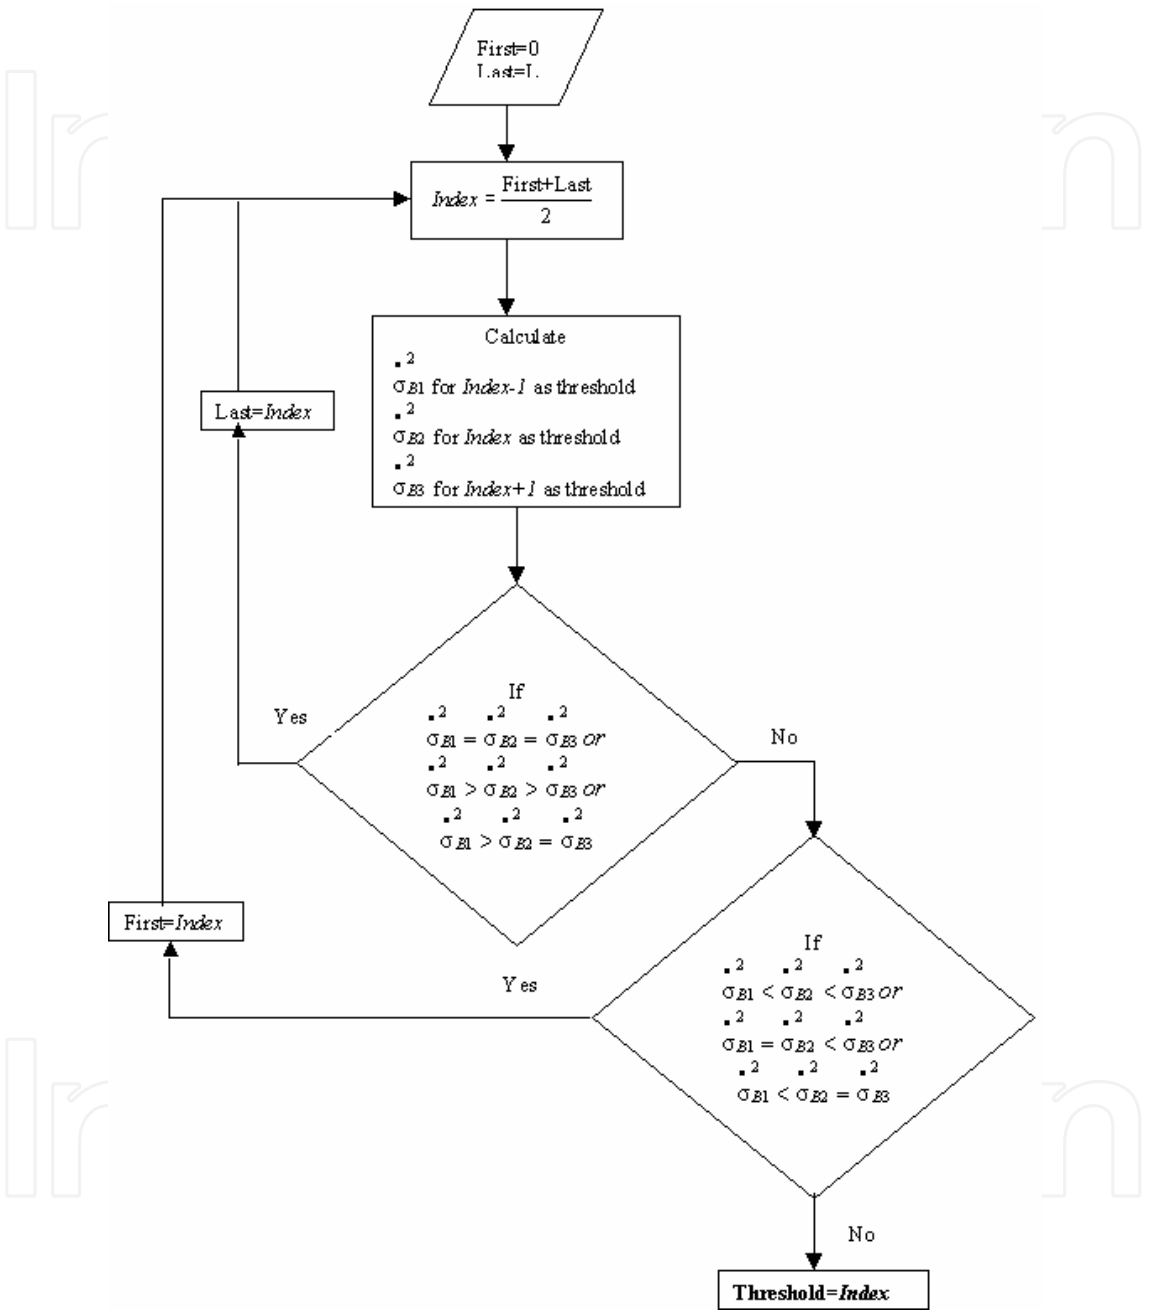 First=0
Last=L
Index = First+Last
2
Calculate
.2
σB1 for Index-1 as threshold
.2
σB2 for Index as threshold
.2
σB3 for Index+1 as threshold
Last=Index
If
.2 .2 .2
σB1 = σB2 = σB3 or
.2 .2 .2
σB1 > σB2 > σB3 or
.2 .2 .2
σB1 > σB2 = σB3
Yes
No
First=Index
If
.2 .2 .2
σB1 < σB2 < σB3 or
.2 .2 .2
σB1 = σB2 < σB3 or
.2 .2 .2
σB1 < σB2 = σB3
Yes
No
Threshold=Index